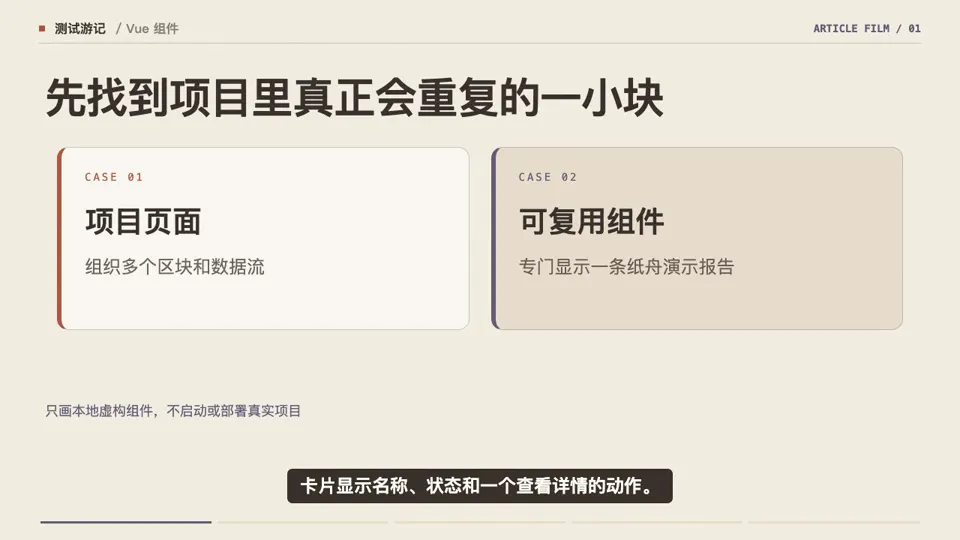 测试游记 / Vue 组件
ARTICLE FILM / 01
先找到项目里真正会重复的一小块
CASE 01
项目页面
组织多个区块和数据流
CASE 02
可复用组件
专门显示一条纸舟演示报告
只画本地虚构组件，不启动或部署真实项目
卡片显示名称、状态和一个查看详情的动作。